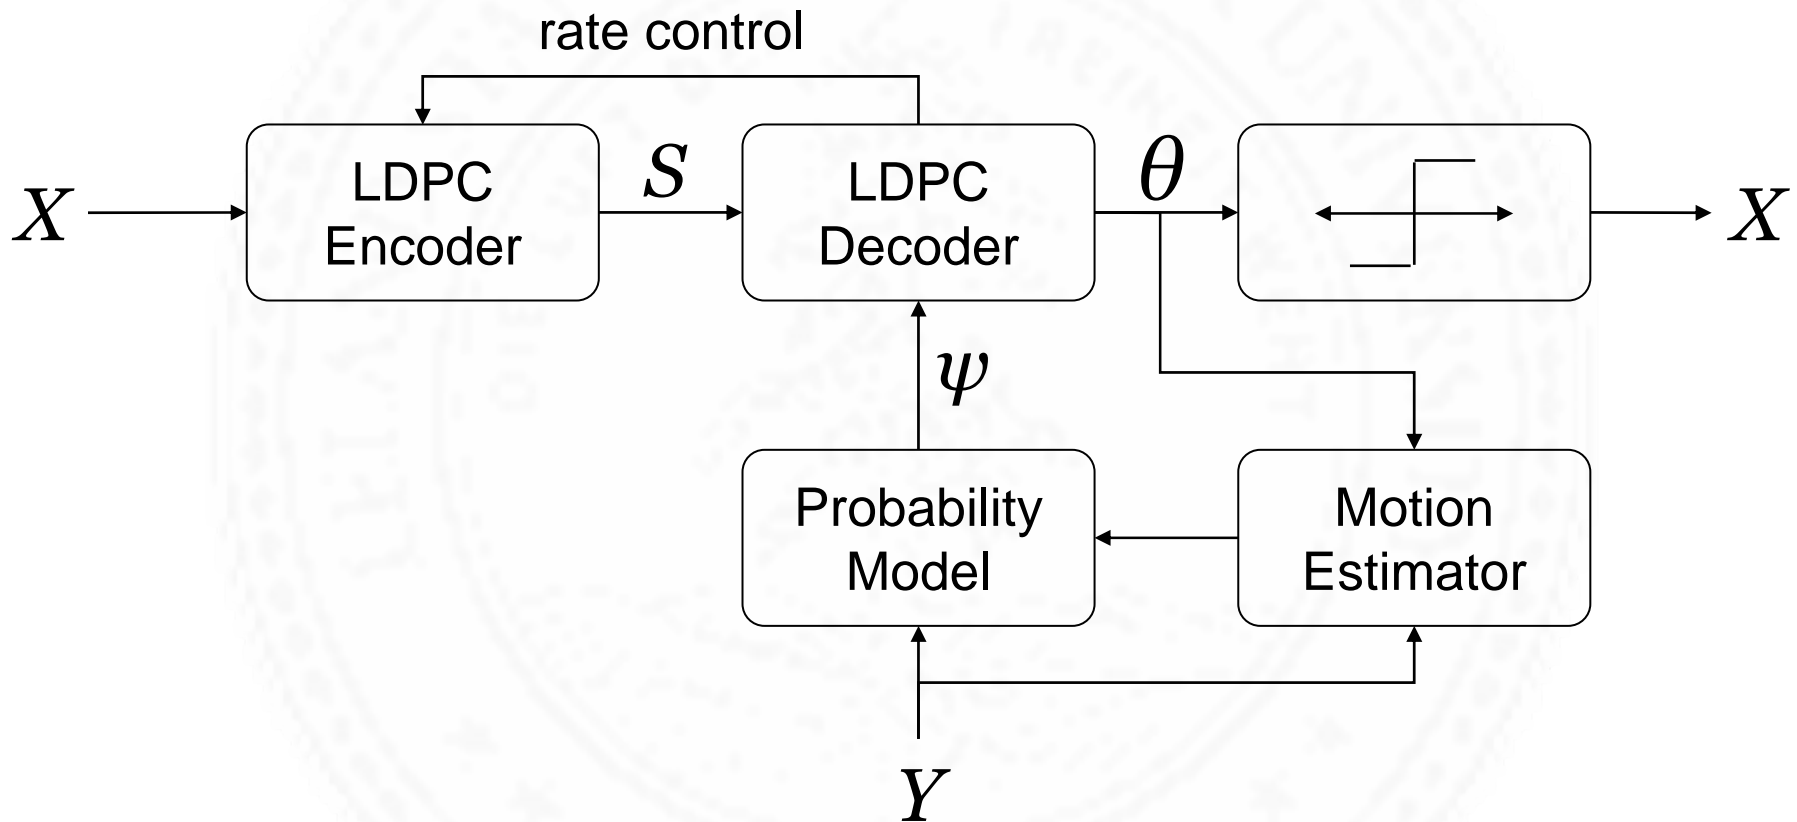 rate control
X
LDPC
Encoder
S
LDPC
Decoder
θ
X
ψ
Probability
Model
Motion
Estimator
Y